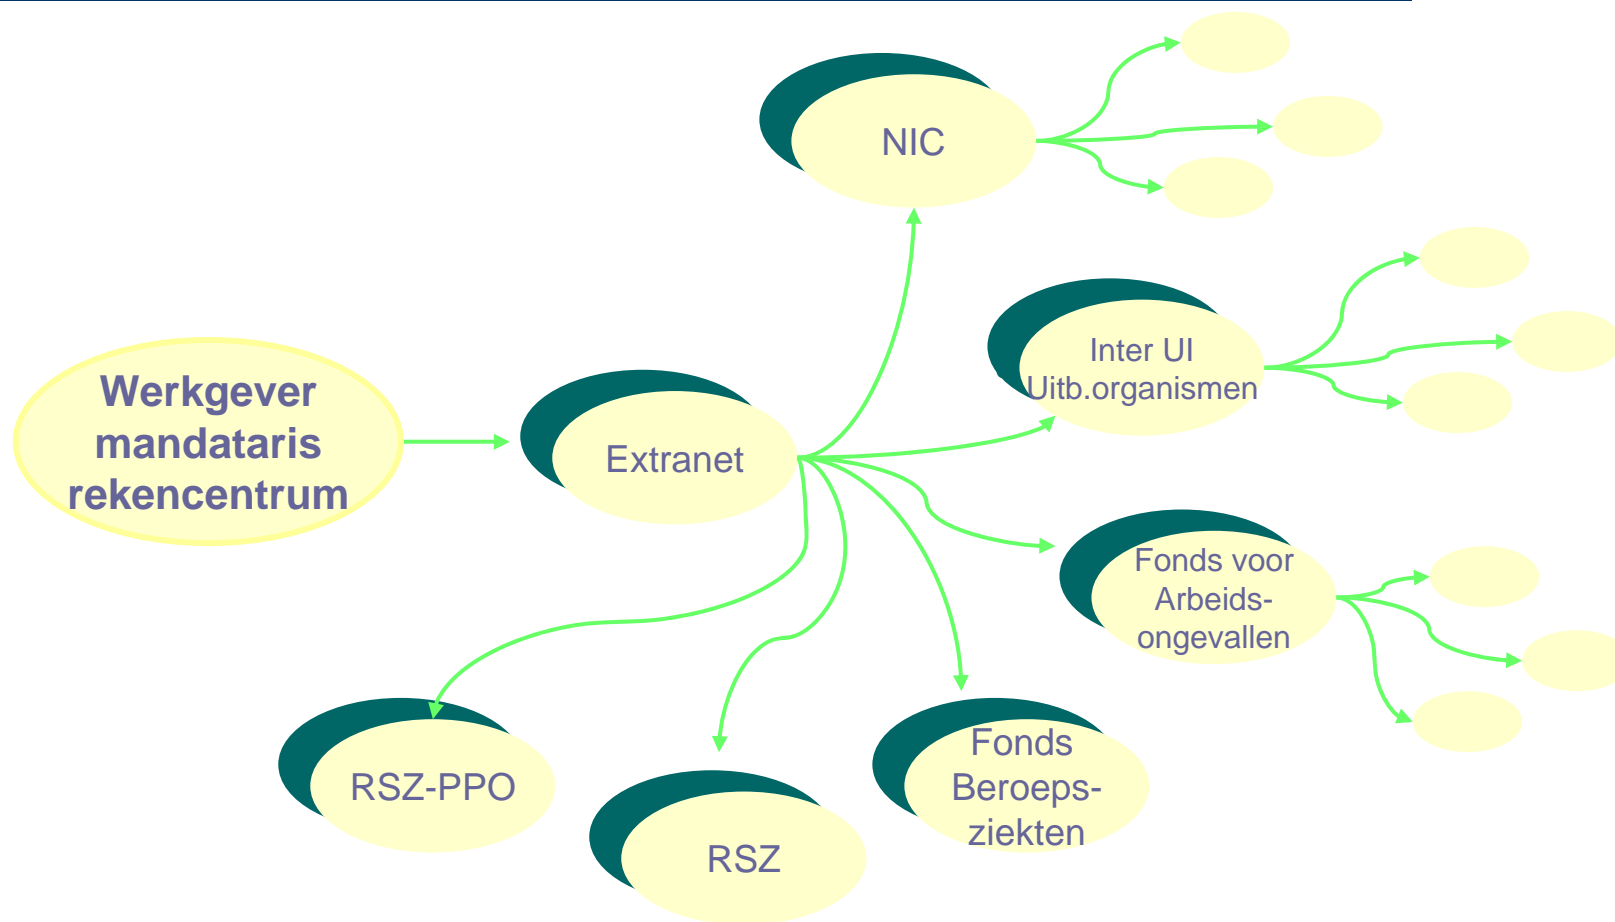 NIC
Inter UI
Uitb.organismen
Werkgever
mandataris
rekencentrum
Extranet
Fonds voor
Arbeids-
ongevallen
RSZ-PPO
RSZ
Fonds
Beroeps-
ziekten